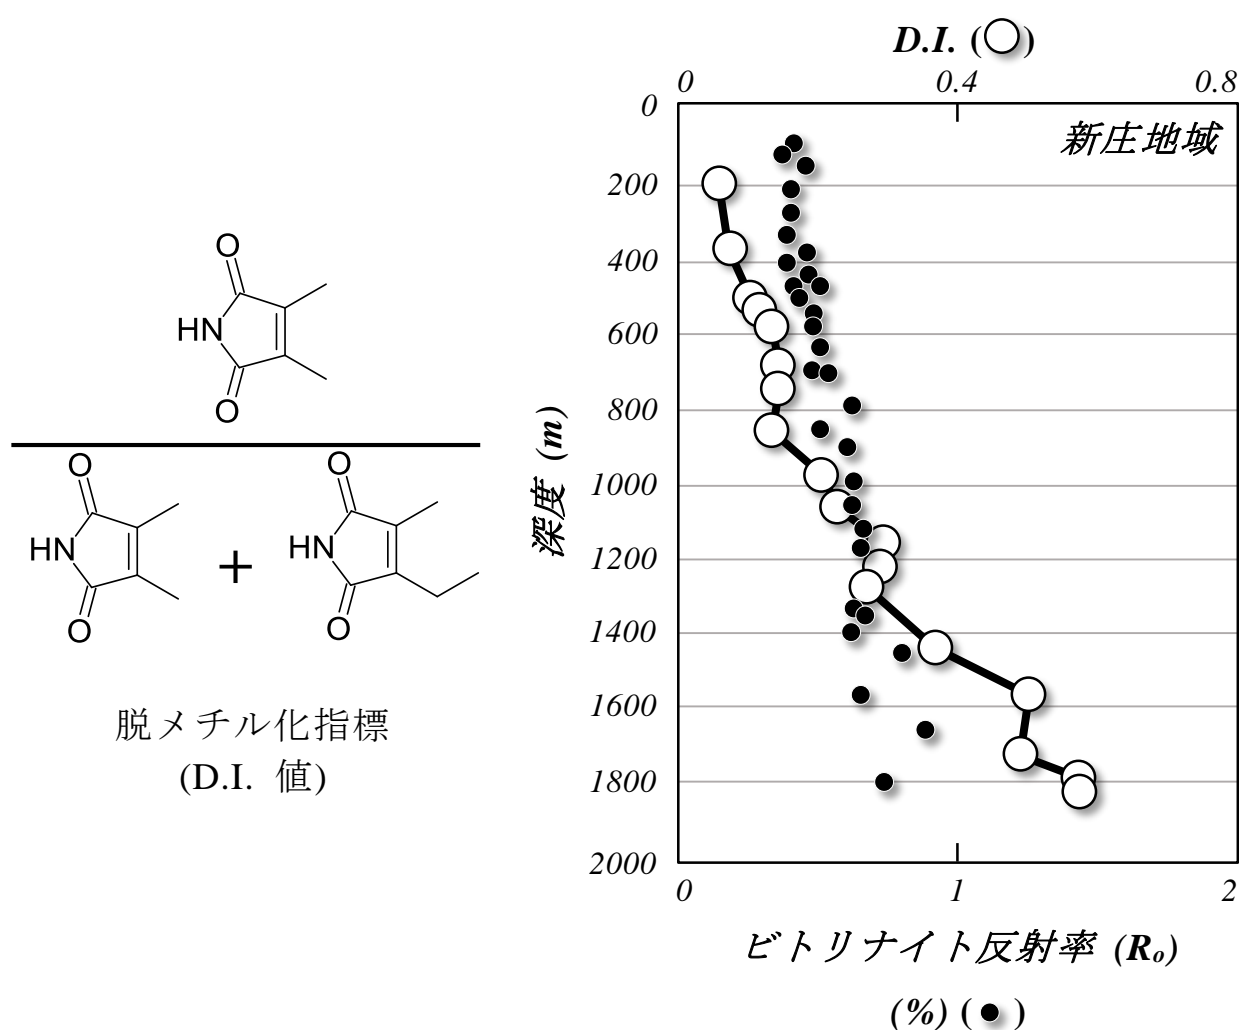 O
HN
O
O
HN
O
+
O
HN
O
脱メチル化指標
(D.I. 値)
D.I. (○)
0 0.4 0.8
新庄地域
0
200
400
600
800
1000
1200
1400
1600
1800
2000
深度 (m)
0 1 2
ビトリナイト反射率 (Ro)
(%) (●)